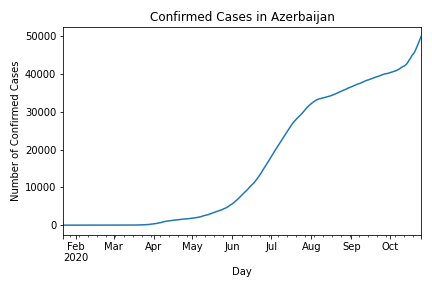 Confirmed Cases in Azerbaijan
50000
40000
30000
20000
10000
0
Number of Confirmed Cases
Feb Mar Apr May Jun Jul Aug Sep Oct
2020
Day